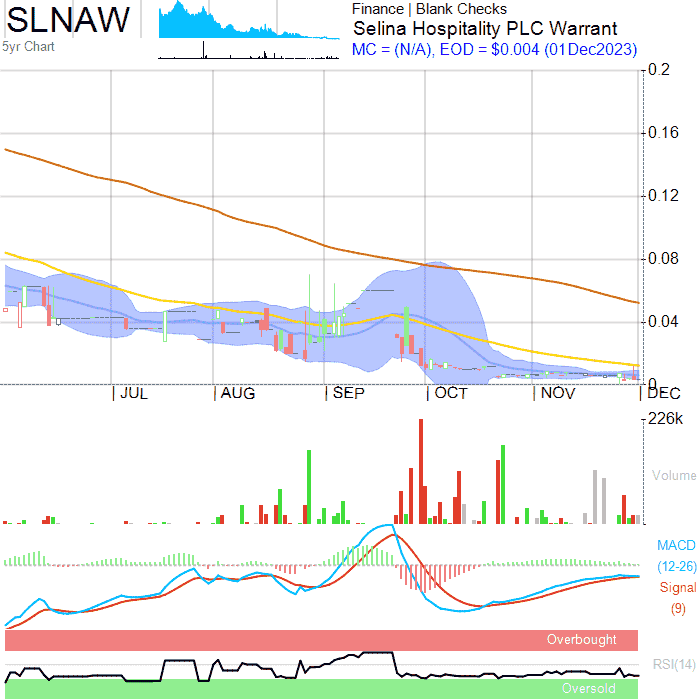 SLNAW
5yr Chart
Finance | Blank Checks
Selina Hospitality PLC Warrant
MC = (N/A), EOD = $0.004 (01Dec2023)
0.2
0.16
0.12
0.08
0.04
0
JUL
AUG
SEP
OCT
NOV
DEC
226k
Volume
MACD
(12-26)
Signal
(9)
Overbought
RSI(14)
Oversold